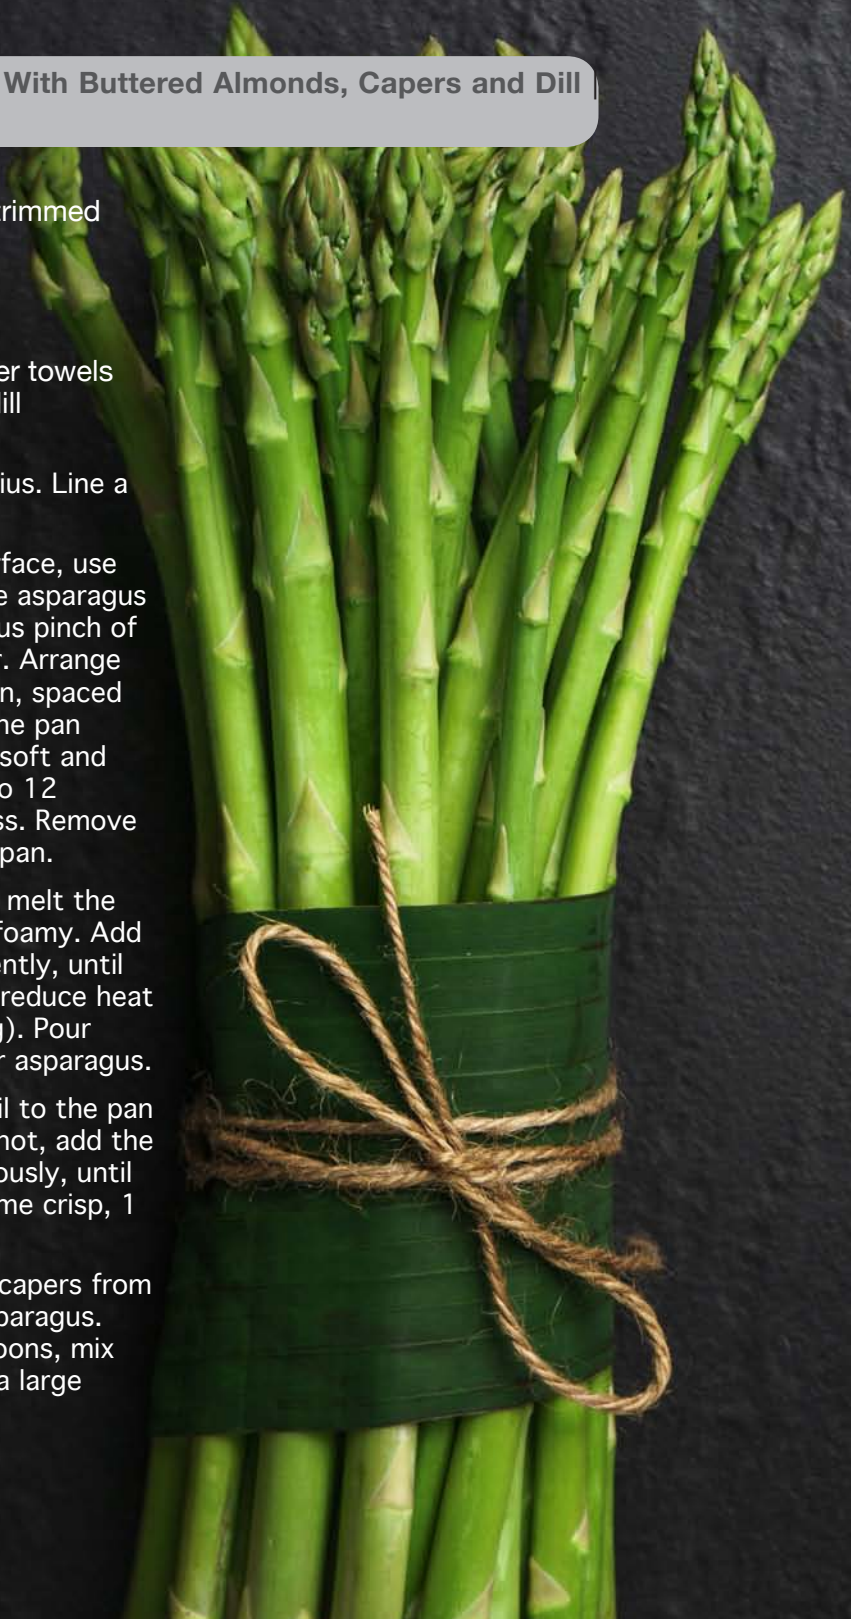 With Buttered Almonds, Capers and Dill |
trimmed
er towels
ill
ius. Line a
face, use
e asparagus
us pinch of
r. Arrange
n, spaced
he pan
soft and
o 12
ss. Remove
pan.
melt the
foamy. Add
ently, until
reduce heat
g). Pour
r asparagus.
il to the pan
hot, add the
ously, until
me crisp, 1
capers from
paragus.
oons, mix
a large